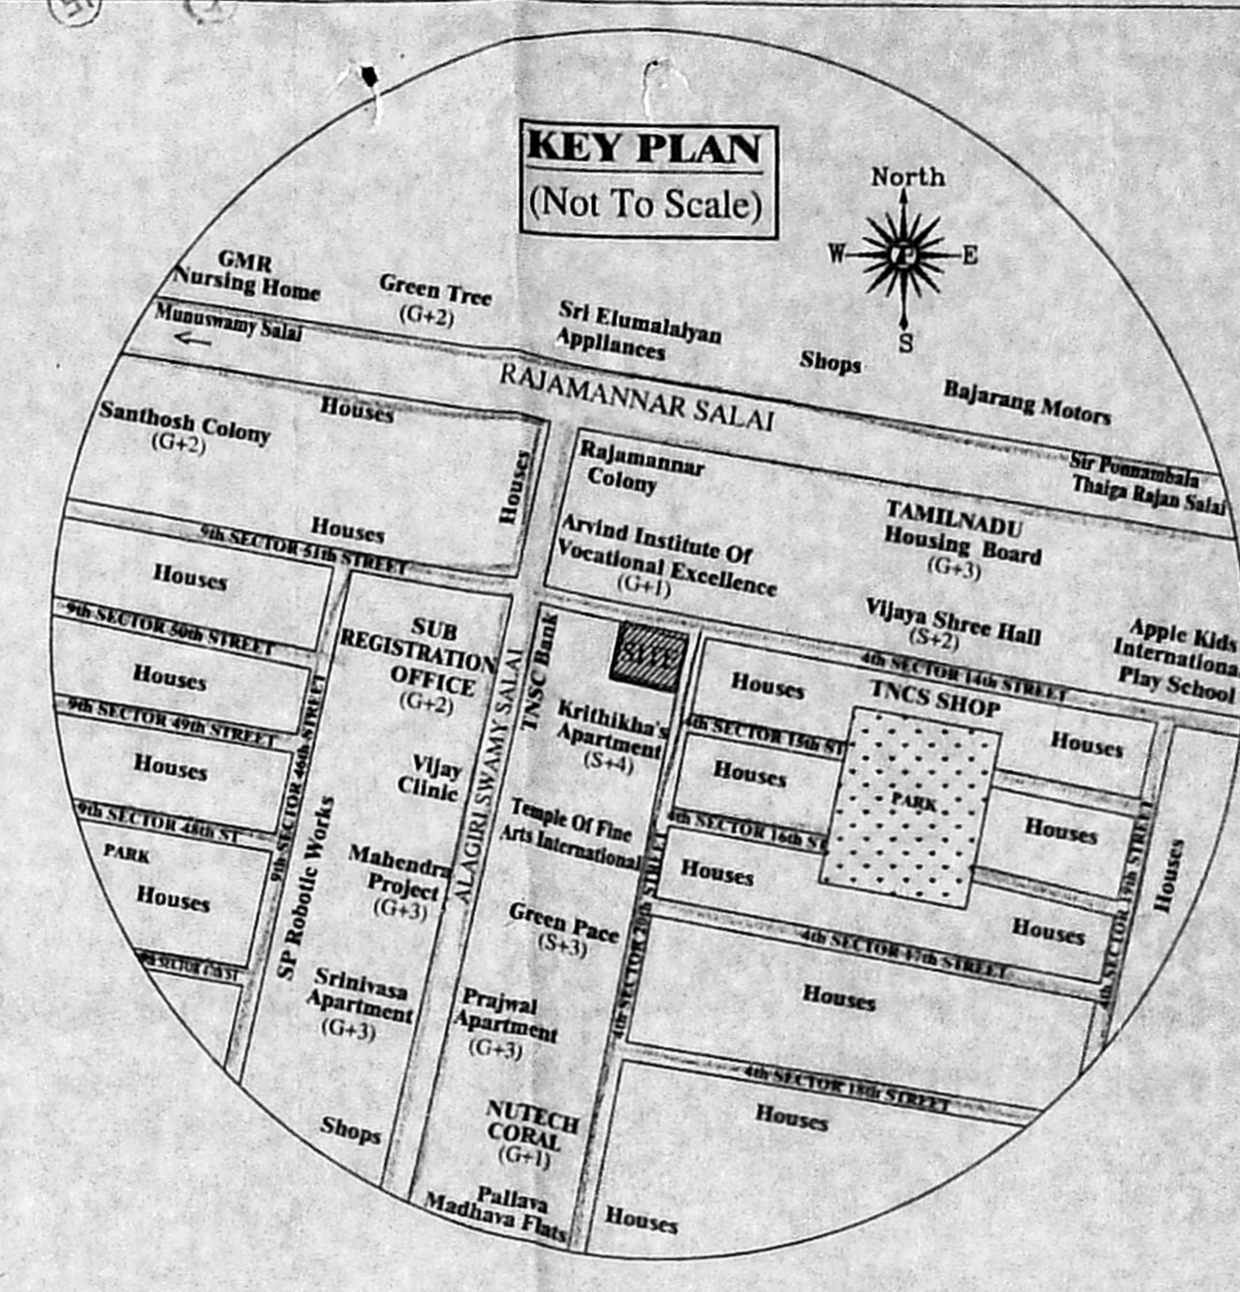 KEY PLAN
(Not To Scale)
North
W
E
S
GMR
Nursing Home
Green Tree
(G+2)
Sri Elumalaiyan
Appliances
Shops
Bajarang Motors
Munuswamy Salai
RAJAMANNAR SALAI
Sir Ponnambala
Thaiga Rajan Salai
Santhosh Colony
(G+2)
Houses
Houses
Houses
Rajamannar
Colony
Arvind Institute Of
Vocational Excellence
(G+1)
TAMILNADU
Housing Board
(G+3)
Vijaya Shree Hall
(S+2)
Apple Kids
Internationa
Play School
9th SECTOR 51th STREET
Houses
9th SECTOR 50th STREET
Houses
9th SECTOR 49th STREET
Houses
9th SECTOR 48th ST
PARK
Houses
9th SECTOR 46th STREET
SP Robotic Works
SUB
REGISTRATION
OFFICE
(G+2)
Vijay
Clinic
Mahendra
Project
(G+3)
Srinivasa
Apartment
(G+3)
Shops
ALAGIRI SWAMY SALAI
TNSC Bank
SITE
Krithikha's
Apartment
(S+4)
Temple Of Fine
Arts International
Green Pace
(S+3)
Prajwal
Apartment
(G+3)
NUTECH
CORAL
(G+1)
Pallava
Madhava Flats
4th SECTOR 20th STREET
4th SECTOR 14th STREET
Houses
TNCS SHOP
Houses
4th SECTOR 15th ST
Houses
PARK
Houses
4th SECTOR 16th ST
Houses
Houses
4th SECTOR 19th STREET
Houses
4th SECTOR 17th STREET
Houses
4th SECTOR 18th STREET
Houses
Houses